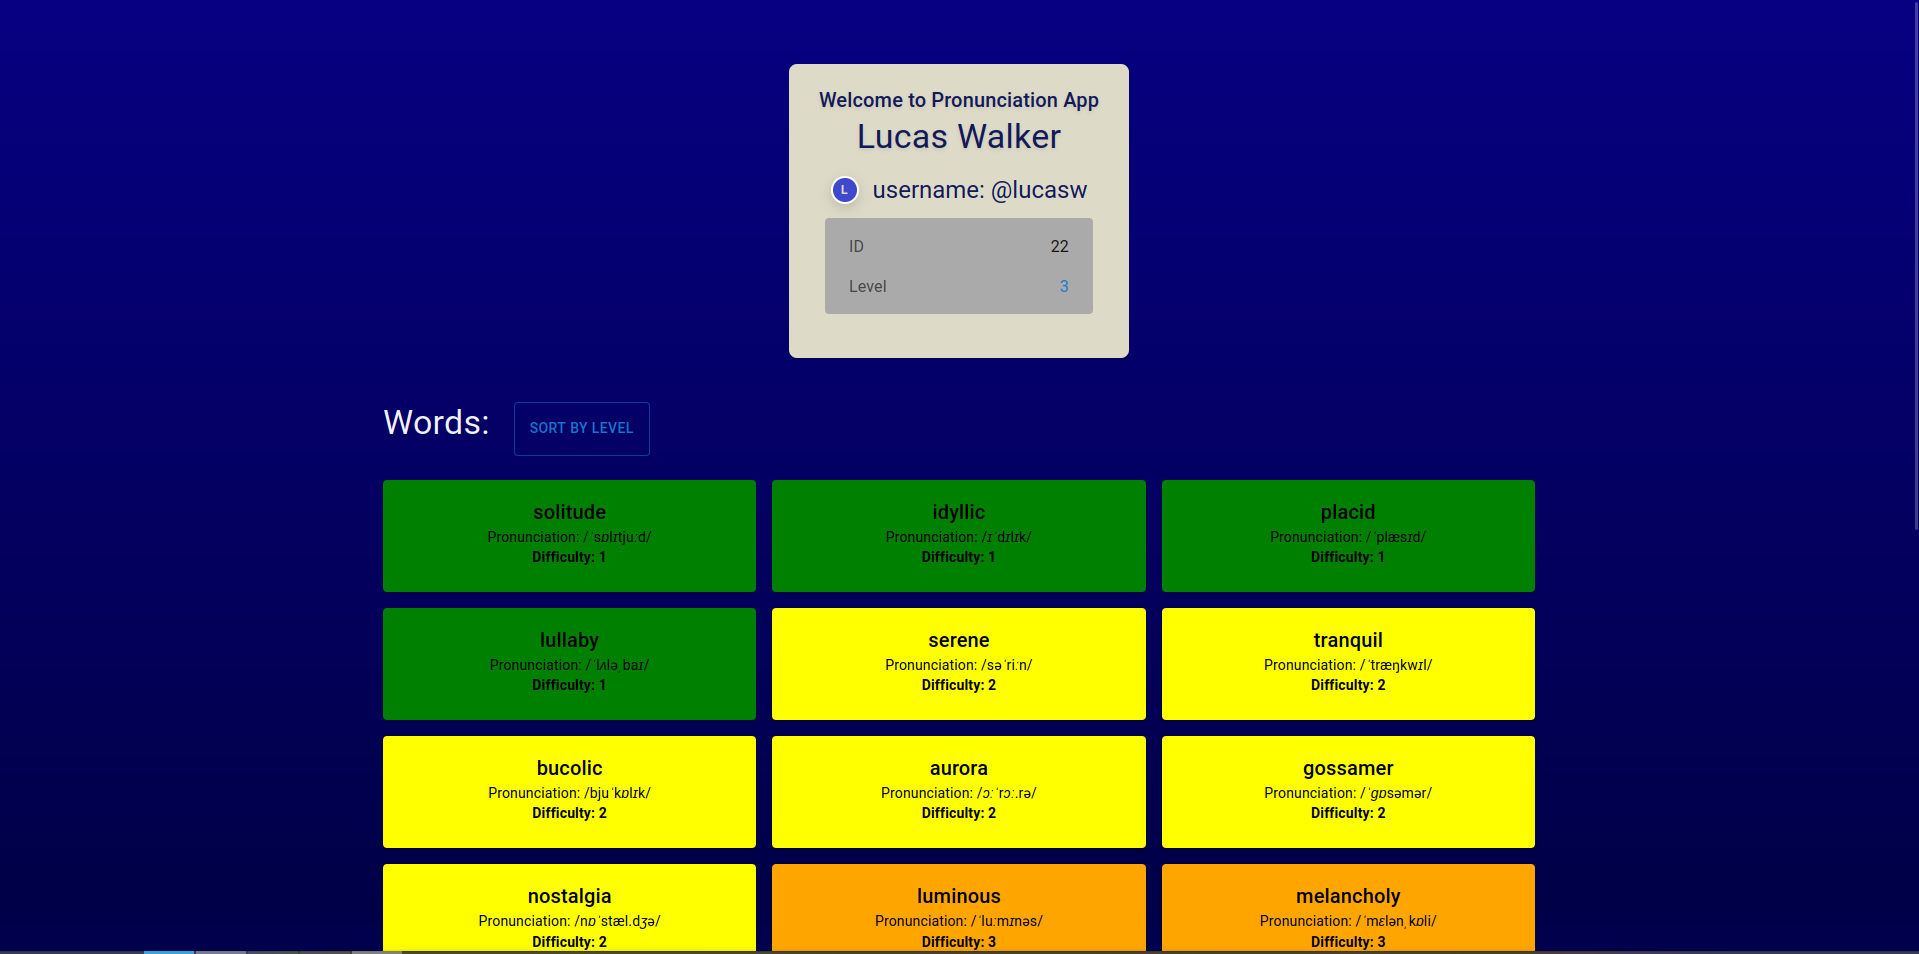 Welcome to Pronunciation App
Lucas Walker
L username: @lucasw
ID 22
Level 3
Words: SORT BY LEVEL
solitude
Pronunciation: /ˈsɒlɪtjuːd/
Difficulty: 1
idyllic
Pronunciation: /ɪˈdɪlɪk/
Difficulty: 1
placid
Pronunciation: /ˈplæsɪd/
Difficulty: 1
lullaby
Pronunciation: /ˈlʌləˌbaɪ/
Difficulty: 1
serene
Pronunciation: /səˈriːn/
Difficulty: 2
tranquil
Pronunciation: /ˈtræŋkwɪl/
Difficulty: 2
bucolic
Pronunciation: /bjuˈkɒlɪk/
Difficulty: 2
aurora
Pronunciation: /ɔːˈrɔː.rə/
Difficulty: 2
gossamer
Pronunciation: /ˈɡɒsəmər/
Difficulty: 2
nostalgia
Pronunciation: /nɒˈstæl.dʒə/
Difficulty: 2
luminous
Pronunciation: /ˈluːmɪnəs/
Difficulty: 3
melancholy
Pronunciation: /ˈmɛlənˌkɒli/
Difficulty: 3